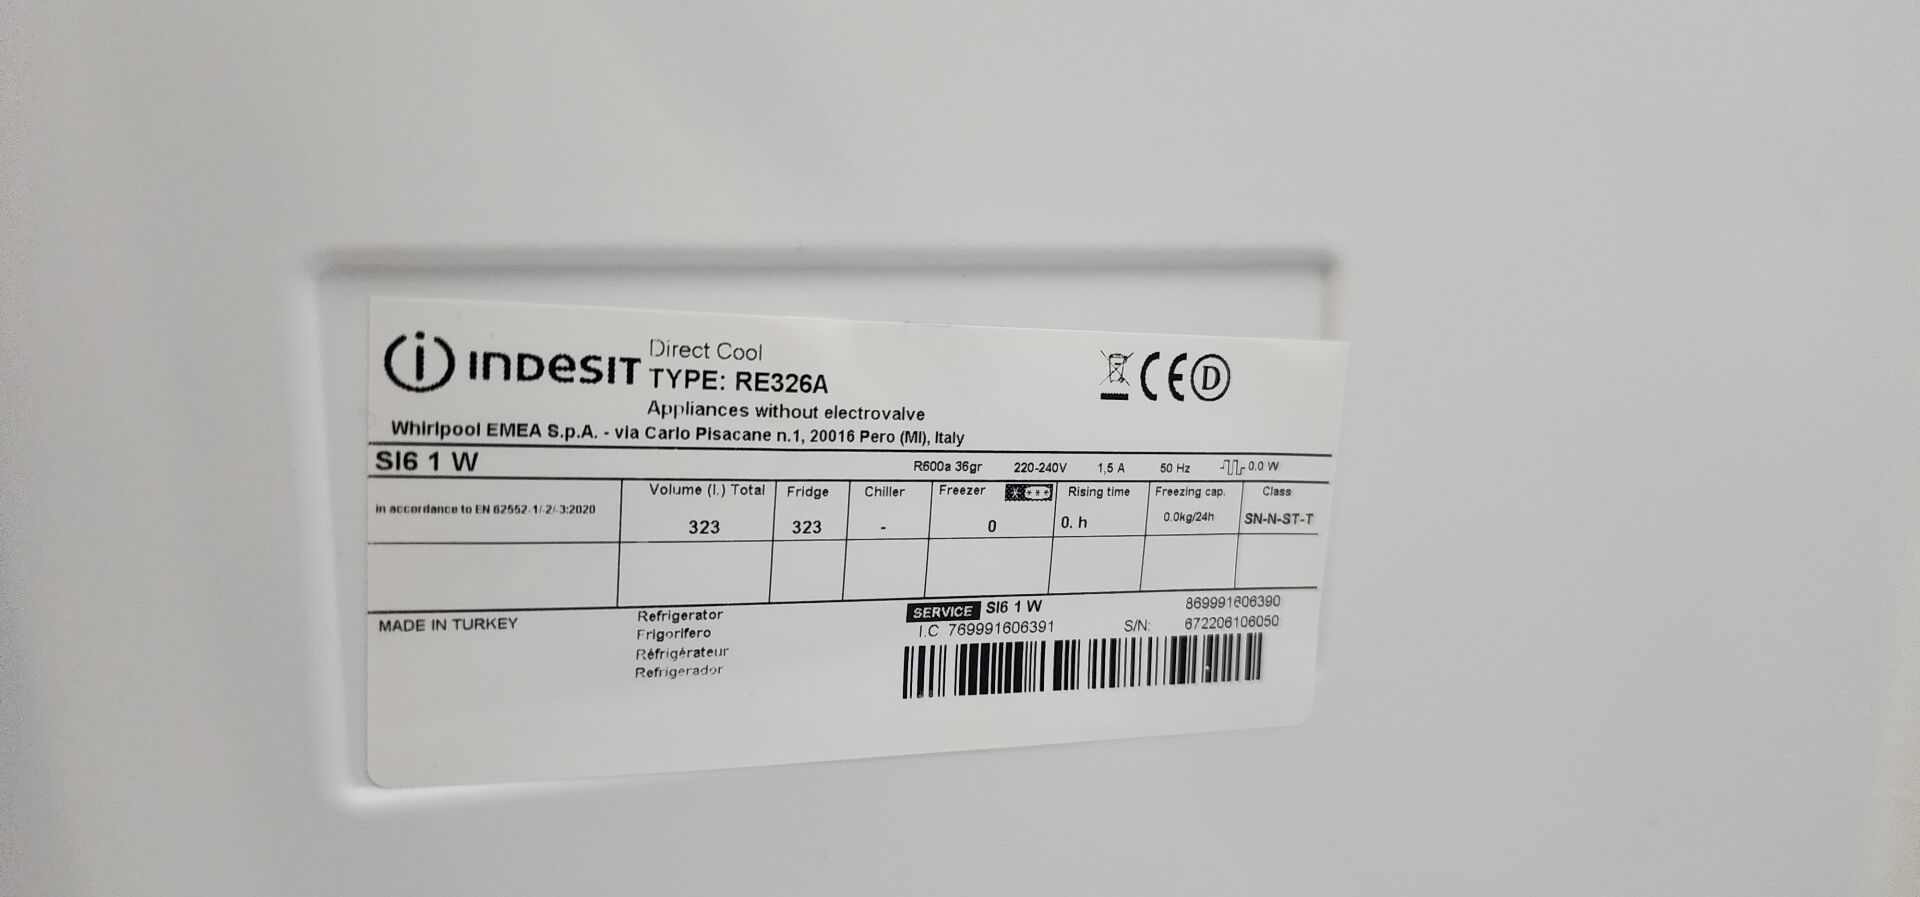 INDESIT
Direct Cool
TYPE: RE326A
Appliances without electrovalve
Whirlpool EMEA S.p.A. - via Carlo Pisacane n.1, 20016 Pero (MI), Italy
CE D
SI6 1 W R600a 36gr 220-240V 1,5 A 50 Hz 0.0 W
Volume (l.) Total Fridge Chiller Freezer **** Rising time Freezing cap. Class
in accordance to EN 62552-1/-2/-3:2020 323 323 - 0 0. h 0.0kg/24h SN-N-ST-T
MADE IN TURKEY
Refrigerator
Frigorifero
Réfrigérateur
Refrigerador
SERVICE SI6 1 W 869991606390
I.C 769991606391 S/N: 672206106050